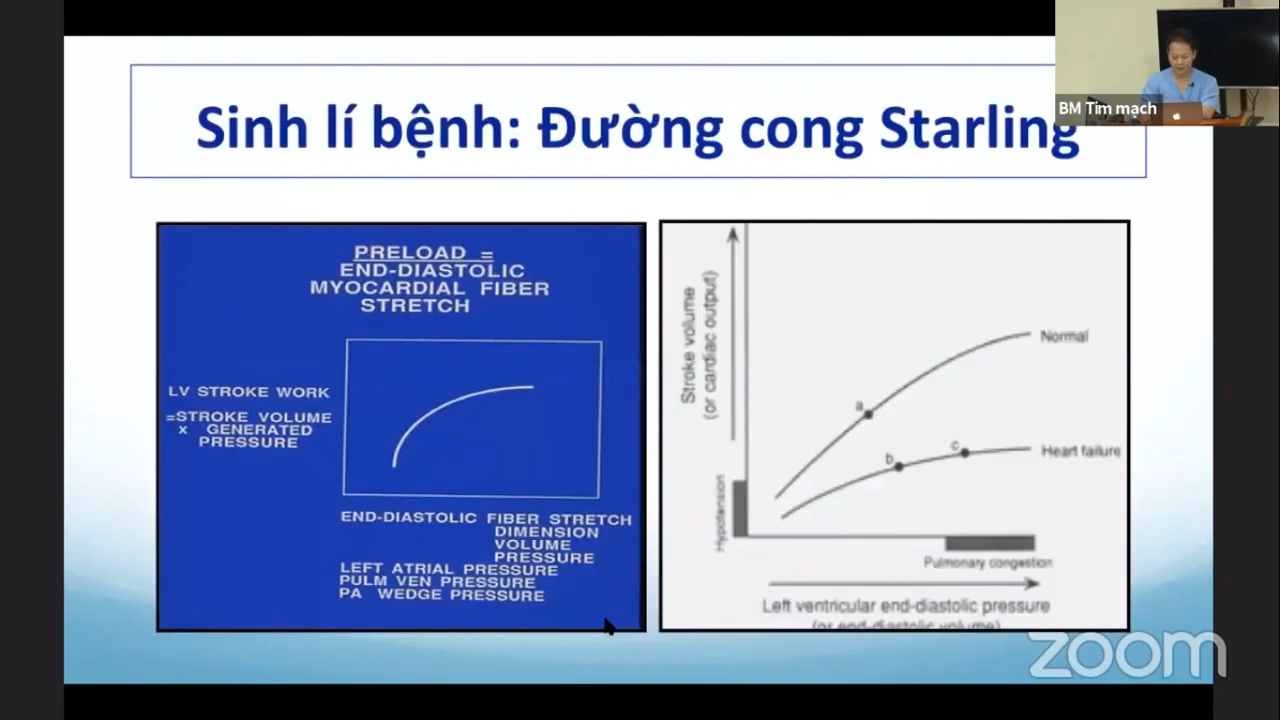 BM Tim mạch
Sinh lí bệnh: Đường cong Starling
PRELOAD =
END-DIASTOLIC
MYOCARDIAL FIBER
STRETCH
LV STROKE WORK
=STROKE VOLUME
x GENERATED
PRESSURE
END-DIASTOLIC FIBER STRETCH
DIMENSION
VOLUME
PRESSURE
LEFT ATRIAL PRESSURE
PULM VEN PRESSURE
PA WEDGE PRESSURE
Stroke volume
(or cardiac output)
Hypotension
Normal
a
Heart failure
b
c
Pulmonary congestion
Left ventricular end-diastolic pressure
(or end-diastolic volume)
zoom